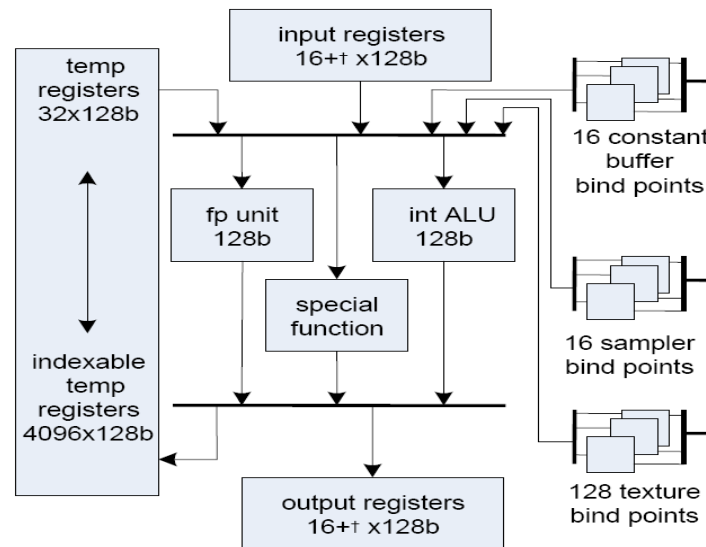 temp
registers
32x128b
input registers
16+† x128b
16 constant
buffer
bind points
fp unit
128b
int ALU
128b
special
function
16 sampler
bind points
indexable
temp
registers
4096x128b
128 texture
bind points
output registers
16+† x128b